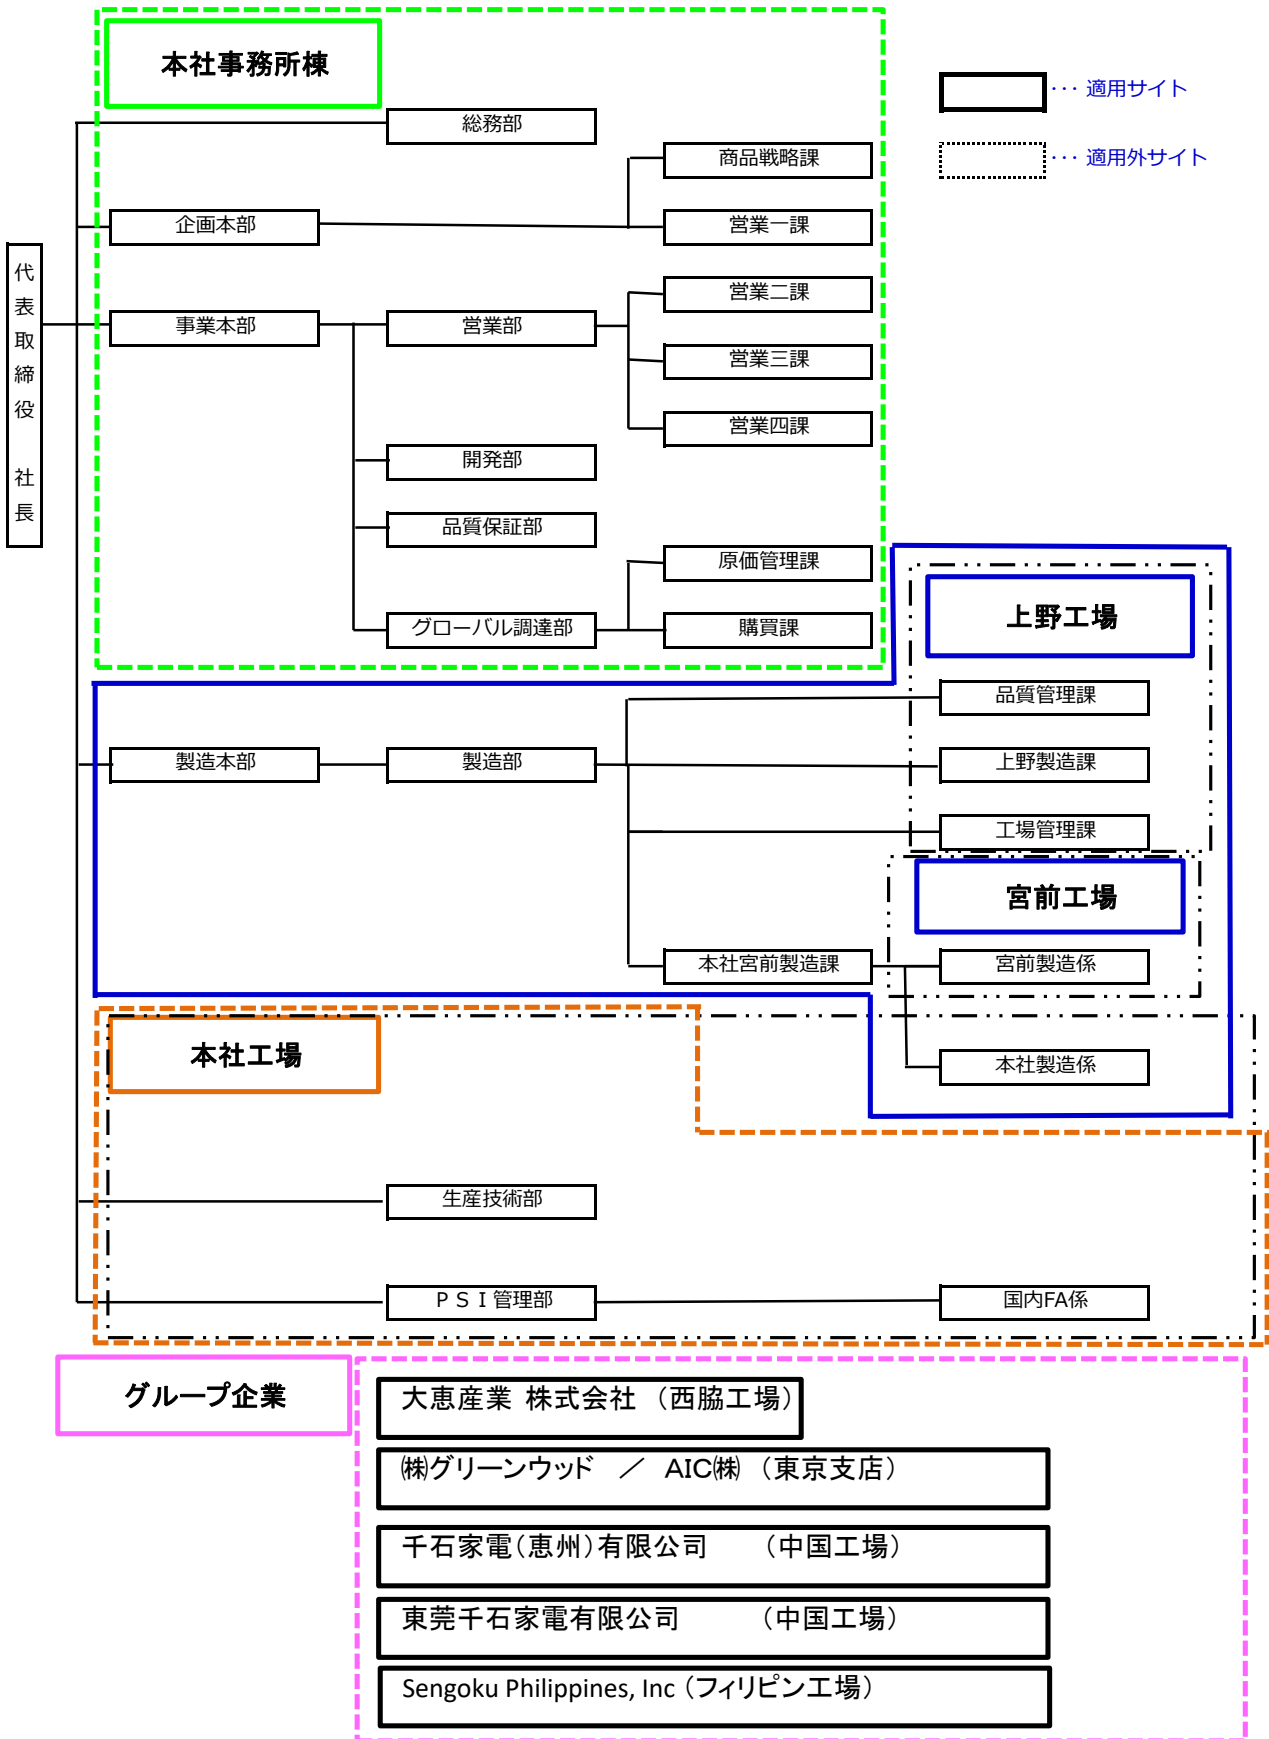 本社事務所棟
･･･ 適用サイト
総務部
商品戦略課
･･･ 適用外サイト
企画本部
営業一課
代表取締役 社長
営業二課
事業本部
営業部
営業三課
営業四課
開発部
品質保証部
原価管理課
グローバル調達部
購買課
上野工場
品質管理課
製造本部
製造部
上野製造課
工場管理課
宮前工場
本社宮前製造課
宮前製造係
本社工場
本社製造係
生産技術部
ＰＳＩ管理部
国内FA係
グループ企業
大恵産業 株式会社 （西脇工場）
㈱グリーンウッド ／ AIC㈱ （東京支店）
千石家電（恵州）有限公司 （中国工場）
東莞千石家電有限公司 （中国工場）
Sengoku Philippines, Inc（フィリピン工場）